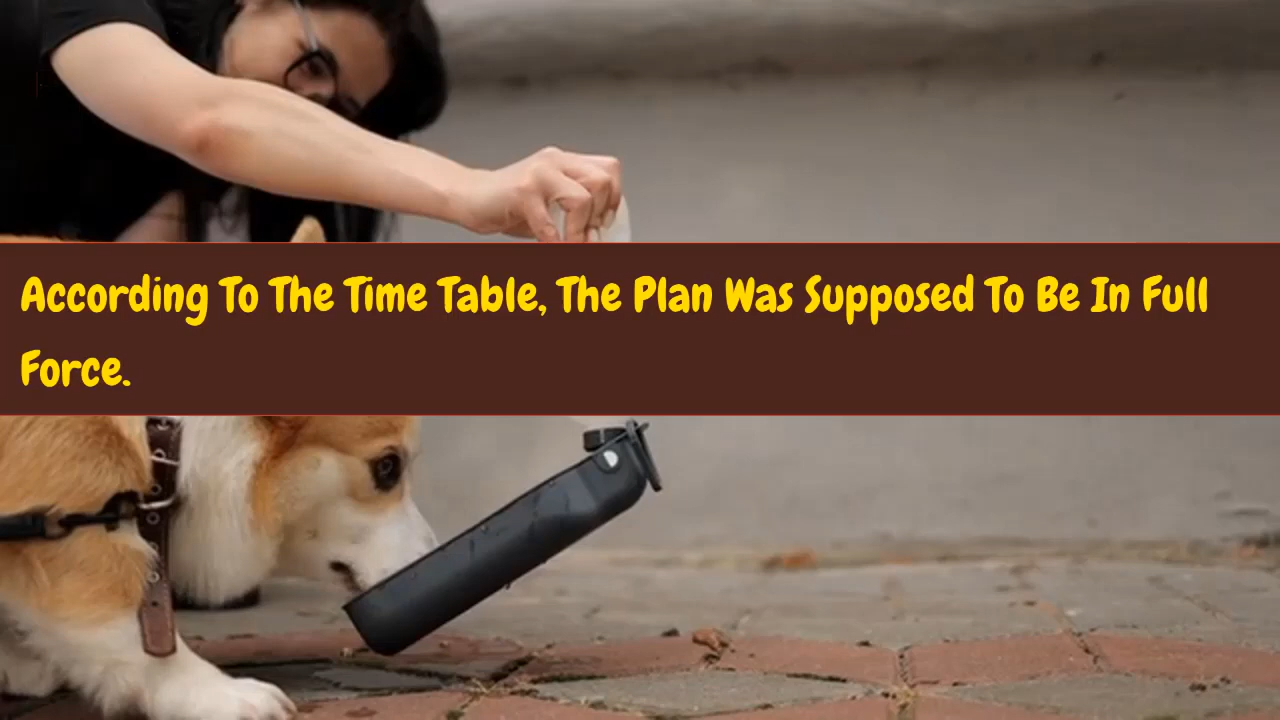 According To The Time Table, The Plan Was Supposed To Be In Full
Force.